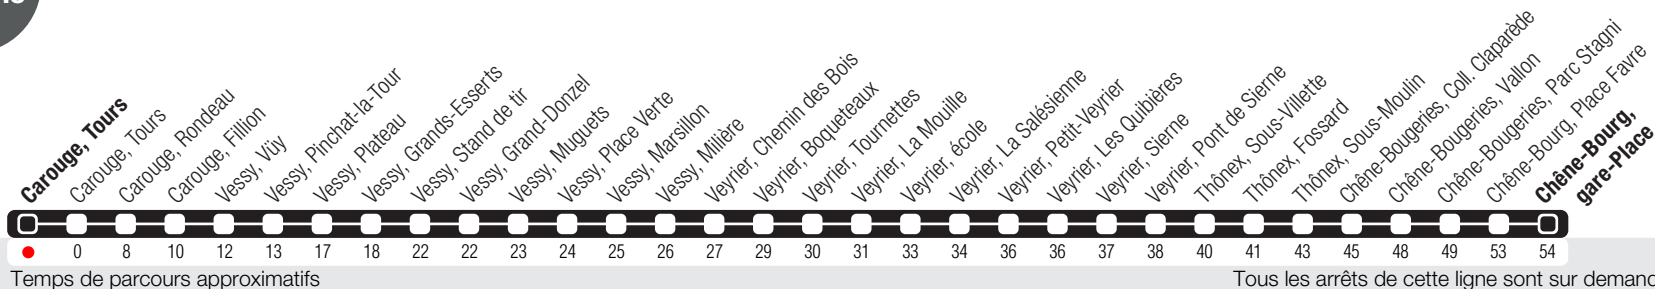 Carouge, Tours
Carouge, Tours
Carouge, Rondeau
Carouge, Fillion
Vessy, Vüy
Vessy, Pinchat-la-Tour
Vessy, Plateau
Vessy, Grands-Esserts
Vessy, Stand de tir
Vessy, Grand-Donzel
Vessy, Muguets
Vessy, Place Verte
Vessy, Marsillon
Vessy, Milière
Veyrier, Chemin des Bois
Veyrier, Boqueteaux
Veyrier, Tournettes
Veyrier, La Mouille
Veyrier, école
Veyrier, La Salésienne
Veyrier, Petit-Veyrier
Veyrier, Les Quibières
Veyrier, Sierne
Veyrier, Pont de Sierne
Thônex, Sous-Villette
Thônex, Fossard
Thônex, Sous-Moulin
Chêne-Bougeries, Coll. Claparède
Chêne-Bougeries, Vallon
Chêne-Bougeries, Parc Stagni
Chêne-Bourg, Place Favre
Chêne-Bourg,
gare-Place
0 8 10 12 13 17 18 22 22 23 24 25 26 27 29 30 31 33 34 36 36 37 38 40 41 43 45 48 49 53 54
Temps de parcours approximatifs
Tous les arrêts de cette ligne sont sur demand